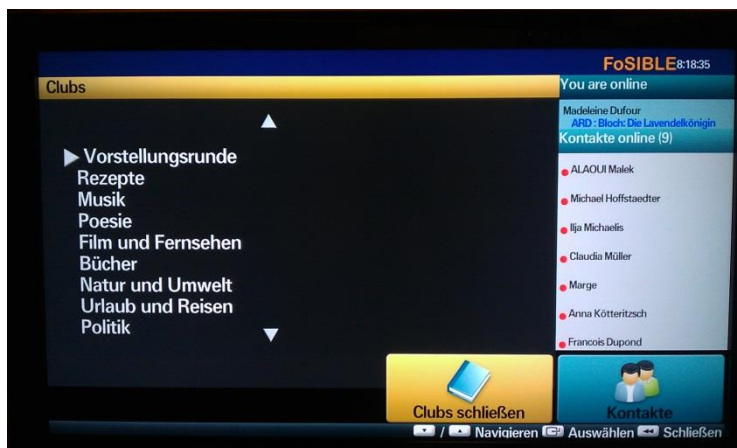 FoSIBLE8:18:35
Clubs
You are online
Madeleine Dufour
ARD : Bloch: Die Lavendelkönigin
Kontakte online (9)
Vorstellungsrunde
Rezepte
Musik
Poesie
Film und Fernsehen
Bücher
Natur und Umwelt
Urlaub und Reisen
Politik
ALAOUI Malek
Michael Hoffstaedter
Ilja Michaelis
Claudia Müller
Marge
Anna Kötteritzsch
Francois Dupond
Clubs schließen
Kontakte
/ Navigieren Auswählen Schließen